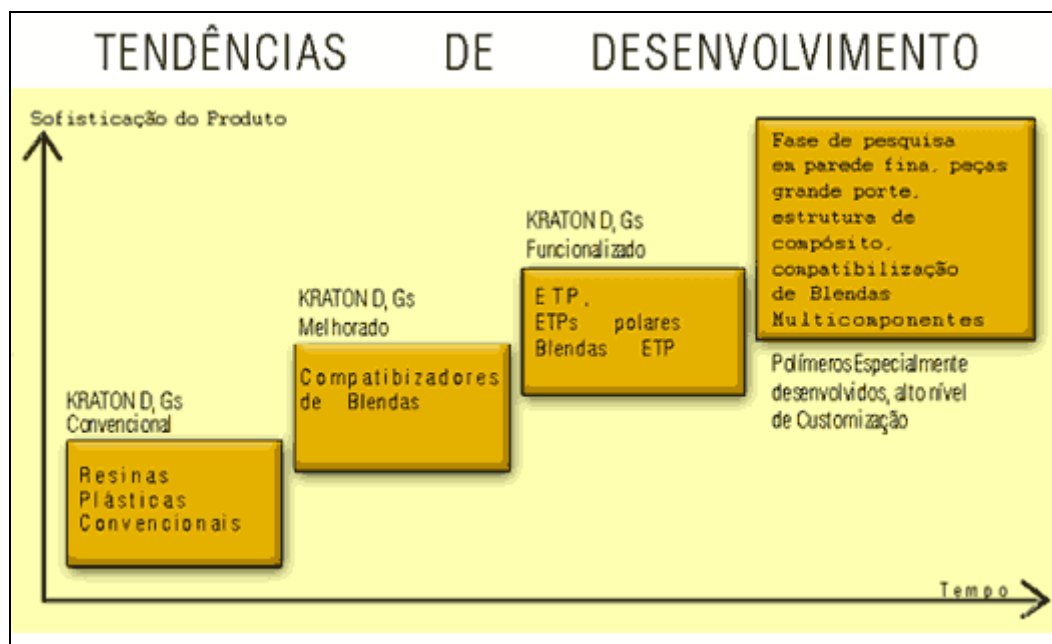 TENDÊNCIAS DE DESENVOLVIMENTO
Sofisticação do Produto
KRATON D, Gs
Convencional
Resinas
Plásticas
Convencionais
KRATON D, Gs
Melhorado
Compatibizadores
de Blendas
KRATON D, Gs
Funcionalizado
ETP,
ETPs polares
Blendas ETP
Fase de pesquisa
em parede fina, peças
grande porte,
estrutura de
compósito,
compatibilização
de Blendas
Multicomponentes
Polímeros Especialmente
desenvolvidos, alto nível
de Customização
Tempo